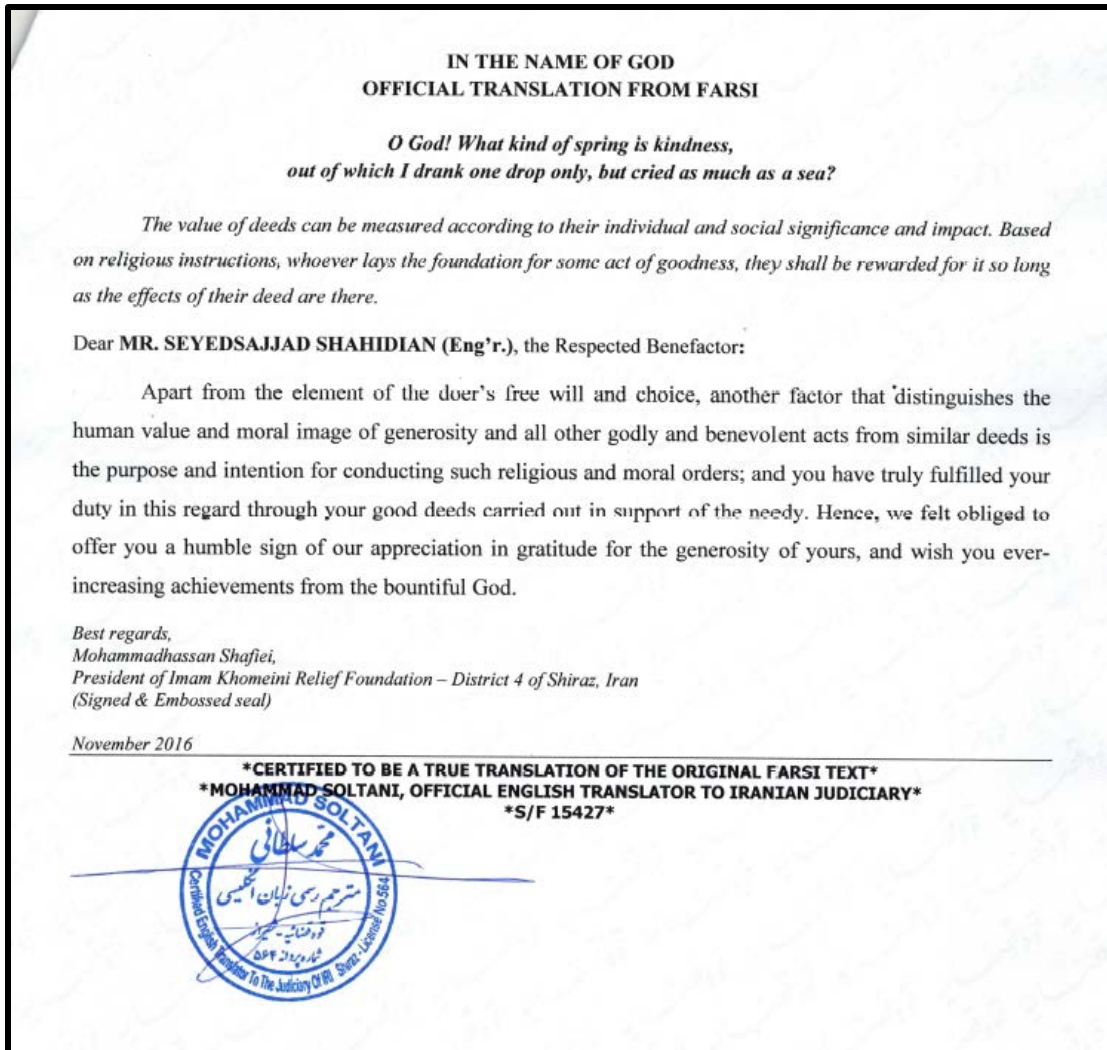 IN THE NAME OF GOD
OFFICIAL TRANSLATION FROM FARSI
O God! What kind of spring is kindness,
out of which I drank one drop only, but cried as much as a sea?
The value of deeds can be measured according to their individual and social significance and impact. Based
on religious instructions, whoever lays the foundation for some act of goodness, they shall be rewarded for it so long
as the effects of their deed are there.
Dear MR. SEYEDSAJJAD SHAHIDIAN (Eng'r.), the Respected Benefactor:
Apart from the element of the doer's free will and choice, another factor that distinguishes the
human value and moral image of generosity and all other godly and benevolent acts from similar deeds is
the purpose and intention for conducting such religious and moral orders; and you have truly fulfilled your
duty in this regard through your good deeds carried out in support of the needy. Hence, we felt obliged to
offer you a humble sign of our appreciation in gratitude for the generosity of yours, and wish you ever-
increasing achievements from the bountiful God.
Best regards,
Mohammadhassan Shafiei,
President of Imam Khomeini Relief Foundation – District 4 of Shiraz, Iran
(Signed & Embossed seal)
November 2016
*CERTIFIED TO BE A TRUE TRANSLATION OF THE ORIGINAL FARSI TEXT*
*MOHAMMAD SOLTANI, OFFICIAL ENGLISH TRANSLATOR TO IRANIAN JUDICIARY*
*S/F 15427*
MOHAMMAD SOLTANI
محمد سلطانی
مترجم رسمی زبان انگلیسی
قوه قضائیه - شیراز
شماره پروانه ۵۶۴
Certified English Translator To The Judiciary Of IRI Shiraz - License No.564